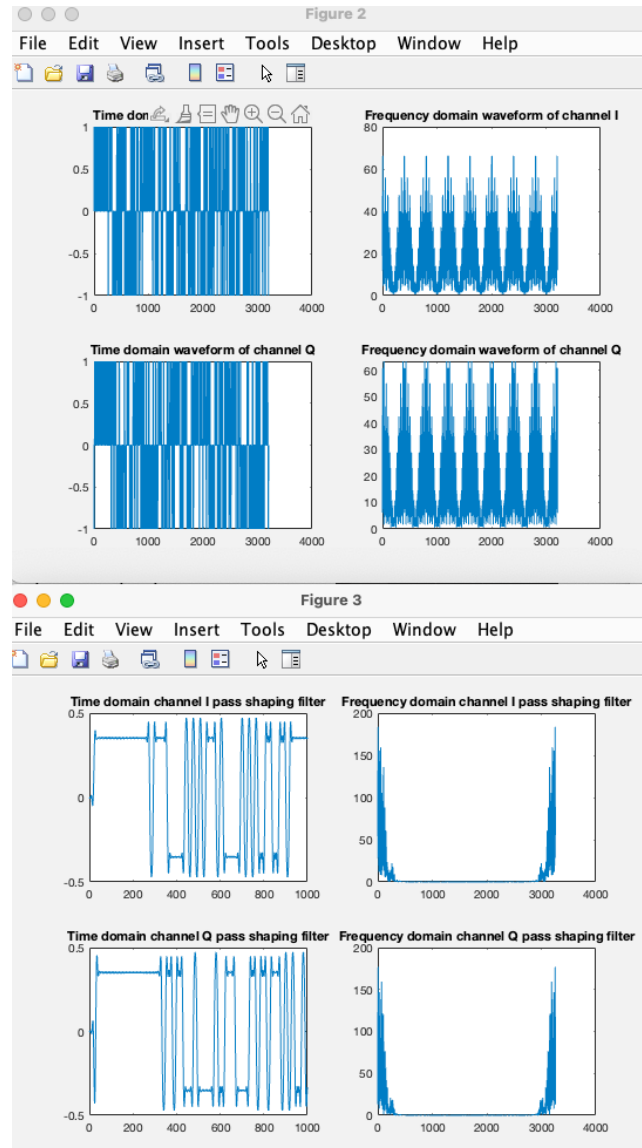 Figure 2
File Edit View Insert Tools Desktop Window Help
Time dor
Frequency domain waveform of channel I
1
0.5
0
-0.5
-1
0 1000 2000 3000 4000
80
60
40
20
0
0 1000 2000 3000 4000
Time domain waveform of channel Q
Frequency domain waveform of channel Q
1
0.5
0
-0.5
-1
0 1000 2000 3000 4000
60
50
40
30
20
10
0
0 1000 2000 3000 4000
Figure 3
File Edit View Insert Tools Desktop Window Help
Time domain channel I pass shaping filter
Frequency domain channel I pass shaping filter
0.5
0
-0.5
0 200 400 600 800 1000
200
150
100
50
0
0 1000 2000 3000 4000
Time domain channel Q pass shaping filter
Frequency domain channel Q pass shaping filter
0.5
0
-0.5
0 200 400 600 800 1000
200
150
100
50
0
0 1000 2000 3000 4000